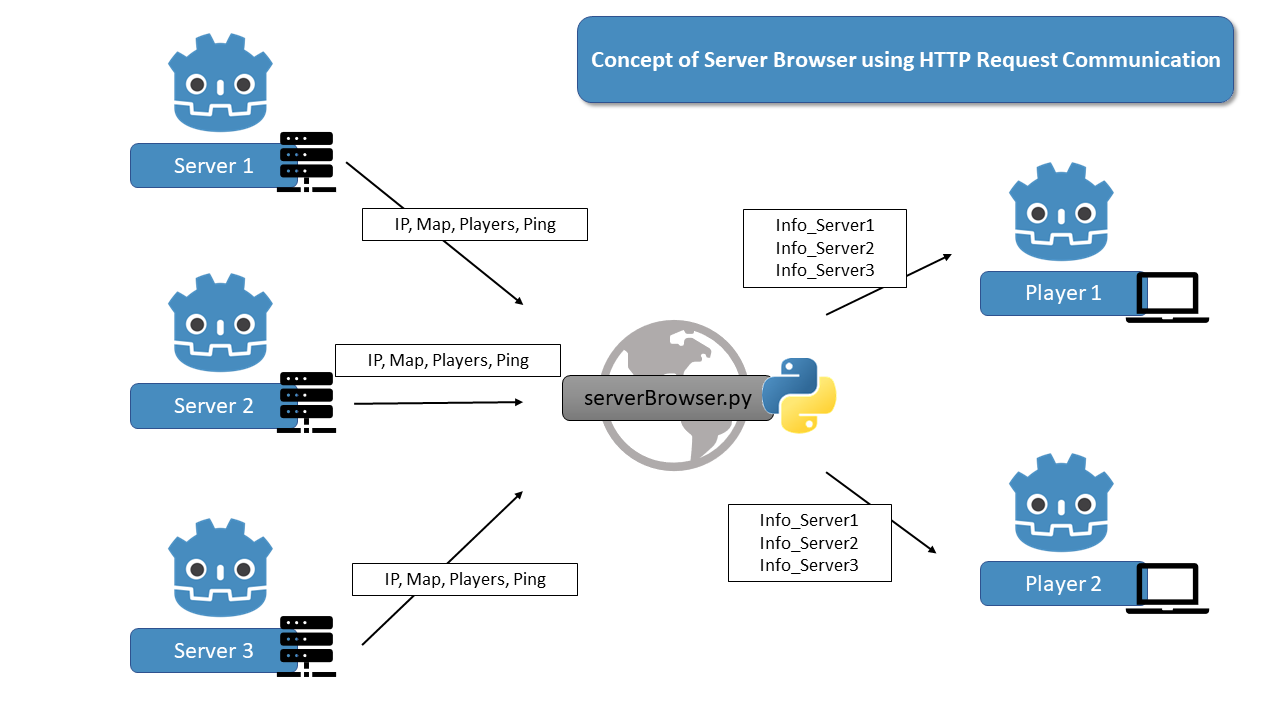 Concept of Server Browser using HTTP Request Communication
Server 1
IP, Map, Players, Ping
Server 2
IP, Map, Players, Ping
Server 3
IP, Map, Players, Ping
serverBrowser.py
Info_Server1
Info_Server2
Info_Server3
Player 1
Info_Server1
Info_Server2
Info_Server3
Player 2